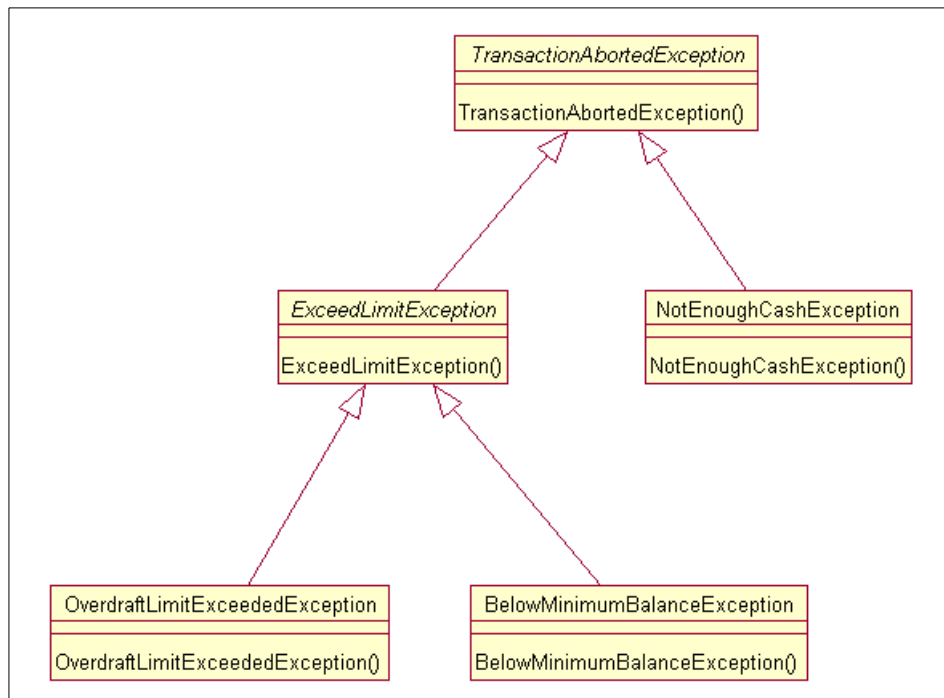 TransactionAbortedException
TransactionAbortedException()
ExceedLimitException
ExceedLimitException()
NotEnoughCashException
NotEnoughCashException()
OverdraftLimitExceededException
OverdraftLimitExceededException()
BelowMinimumBalanceException
BelowMinimumBalanceException()